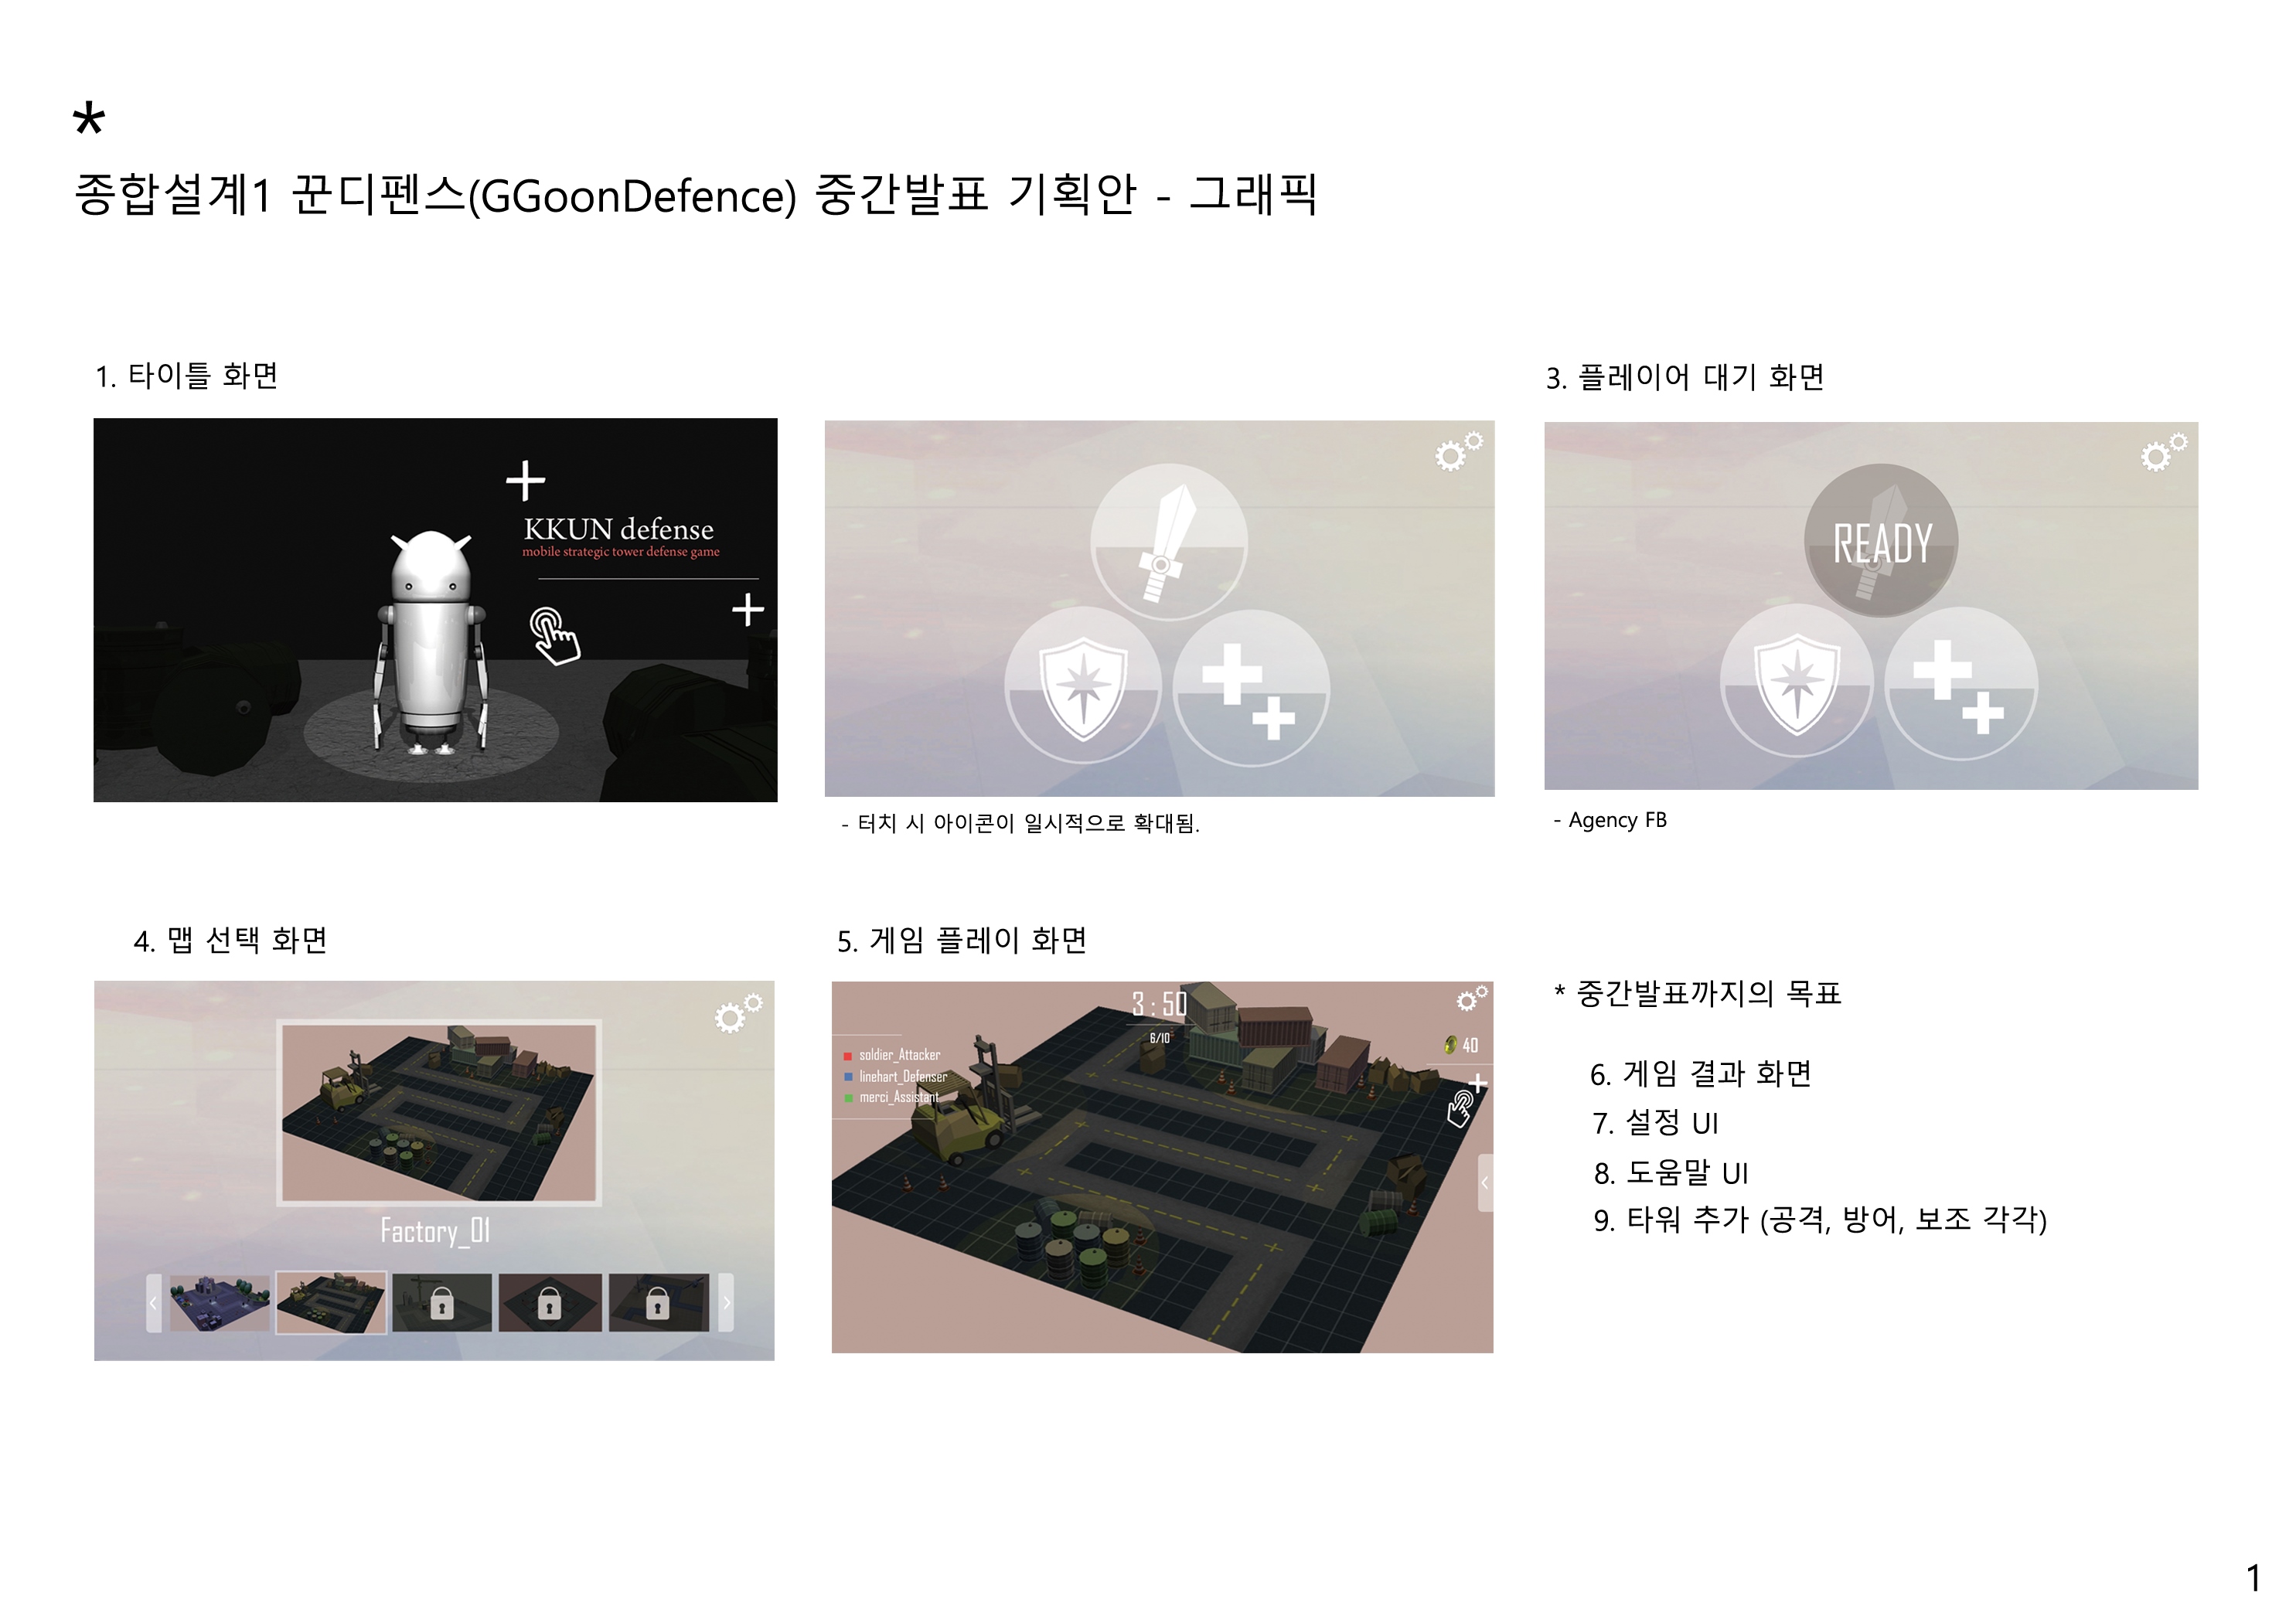 *
종합설계1 꾼디펜스(GGoonDefence) 중간발표 기획안 - 그래픽
1. 타이틀 화면
KKUN defense
mobile strategic tower defense game
- 터치 시 아이콘이 일시적으로 확대됨.
3. 플레이어 대기 화면
READY
- Agency FB
4. 맵 선택 화면
Factory_01
5. 게임 플레이 화면
3:50
6/10
soldier_Attacker
linehart_Defenser
merci_Assistant
40
* 중간발표까지의 목표
6. 게임 결과 화면
7. 설정 UI
8. 도움말 UI
9. 타워 추가 (공격, 방어, 보조 각각)
1